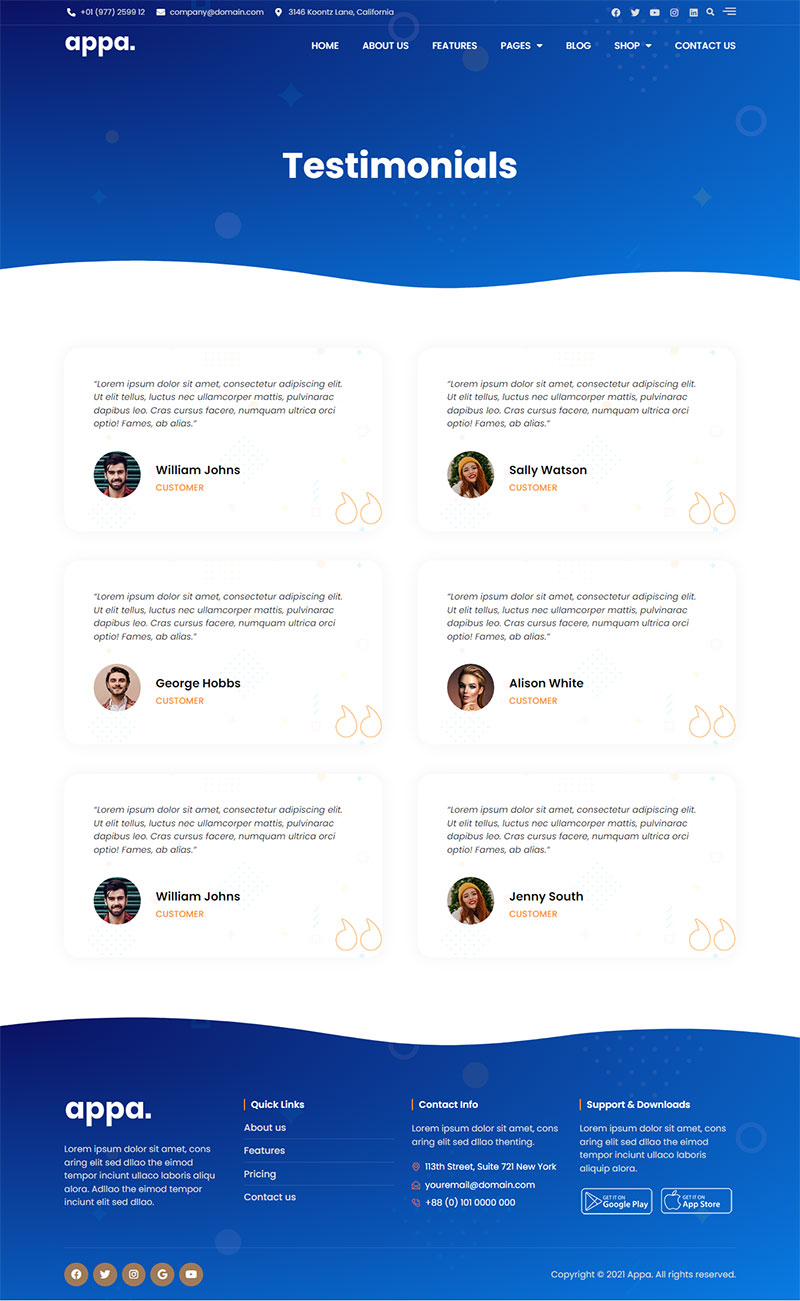 +01 (977) 2599 12 company@domain.com 3146 Koontz Lane, California
appa.
HOME ABOUT US FEATURES PAGES BLOG SHOP CONTACT US
Testimonials
“Lorem ipsum dolor sit amet, consectetur adipiscing elit.
Ut elit tellus, luctus nec ullamcorper mattis, pulvinarac
dapibus leo. Cras cursus facere, numquam ultrica orci
optio! Fames, ab alias.”
William Johns
CUSTOMER
“Lorem ipsum dolor sit amet, consectetur adipiscing elit.
Ut elit tellus, luctus nec ullamcorper mattis, pulvinarac
dapibus leo. Cras cursus facere, numquam ultrica orci
optio! Fames, ab alias.”
Sally Watson
CUSTOMER
“Lorem ipsum dolor sit amet, consectetur adipiscing elit.
Ut elit tellus, luctus nec ullamcorper mattis, pulvinarac
dapibus leo. Cras cursus facere, numquam ultrica orci
optio! Fames, ab alias.”
George Hobbs
CUSTOMER
“Lorem ipsum dolor sit amet, consectetur adipiscing elit.
Ut elit tellus, luctus nec ullamcorper mattis, pulvinarac
dapibus leo. Cras cursus facere, numquam ultrica orci
optio! Fames, ab alias.”
Alison White
CUSTOMER
“Lorem ipsum dolor sit amet, consectetur adipiscing elit.
Ut elit tellus, luctus nec ullamcorper mattis, pulvinarac
dapibus leo. Cras cursus facere, numquam ultrica orci
optio! Fames, ab alias.”
William Johns
CUSTOMER
“Lorem ipsum dolor sit amet, consectetur adipiscing elit.
Ut elit tellus, luctus nec ullamcorper mattis, pulvinarac
dapibus leo. Cras cursus facere, numquam ultrica orci
optio! Fames, ab alias.”
Jenny South
CUSTOMER
appa.
Lorem ipsum dolor sit amet, cons
aring elit sed dllao the eimod
tempor inciunt ullaco laboris aliqu
alora. Adllao the eimod tempor
inciunt elit sed dllao.
Quick Links
About us
Features
Pricing
Contact us
Contact Info
Lorem ipsum dolor sit amet, cons
aring elit sed dllao thenting.
113th Street, Suite 721 New York
youremail@domain.com
+88 (0) 101 0000 000
Support & Downloads
Lorem ipsum dolor sit amet, cons
aring elit sed dllao the eimod
tempor inciunt ullaco laboris
aliquip alora.
GET IT ON
Google Play
GET IT ON
App Store
Copyright © 2021 Appa. All rights reserved.